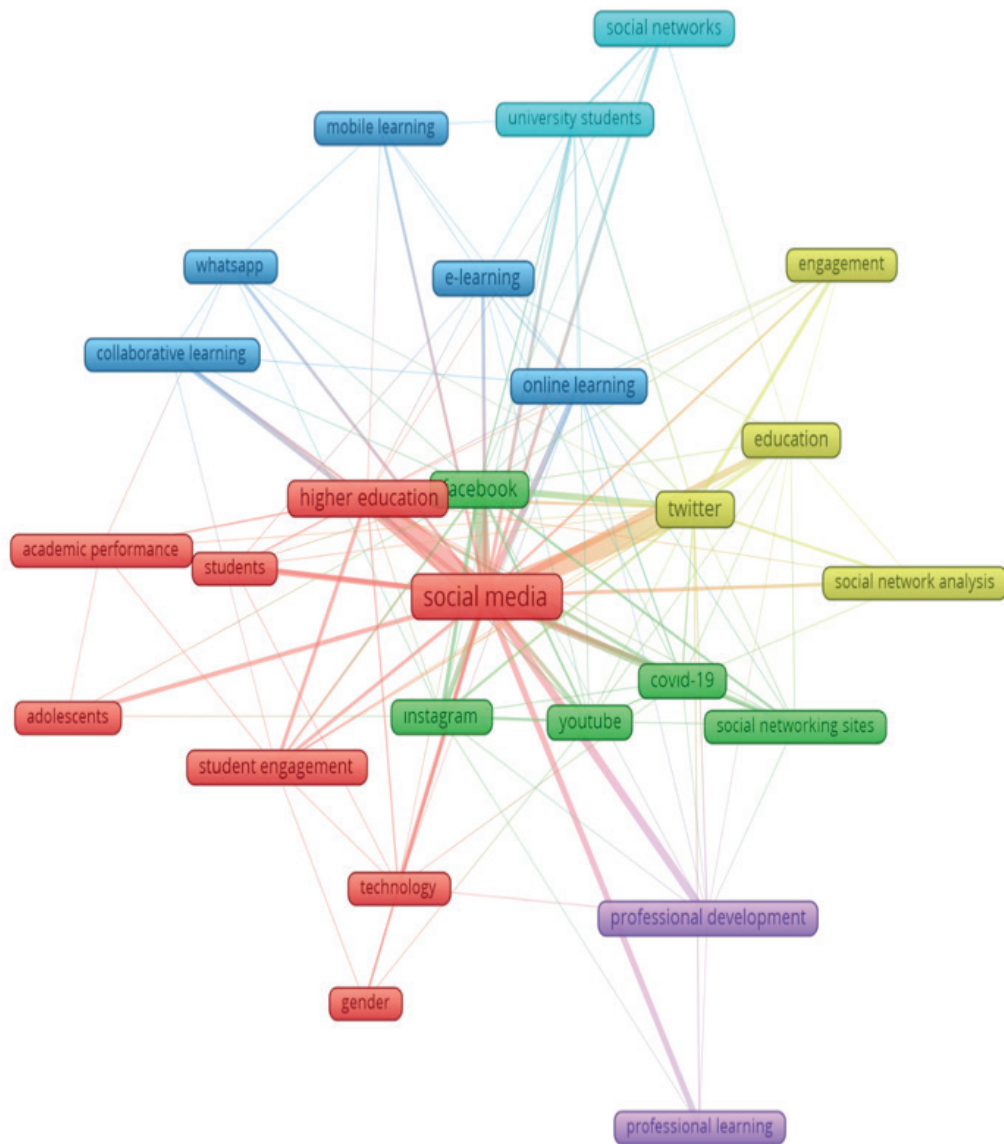 social networks
university students
mobile learning
whatsapp
e-learning
engagement
collaborative learning
online learning
education
higher education
facebook
twitter
academic performance
students
social media
social network analysis
covid-19
adolescents
instagram
youtube
social networking sites
student engagement
technology
professional development
gender
professional learning